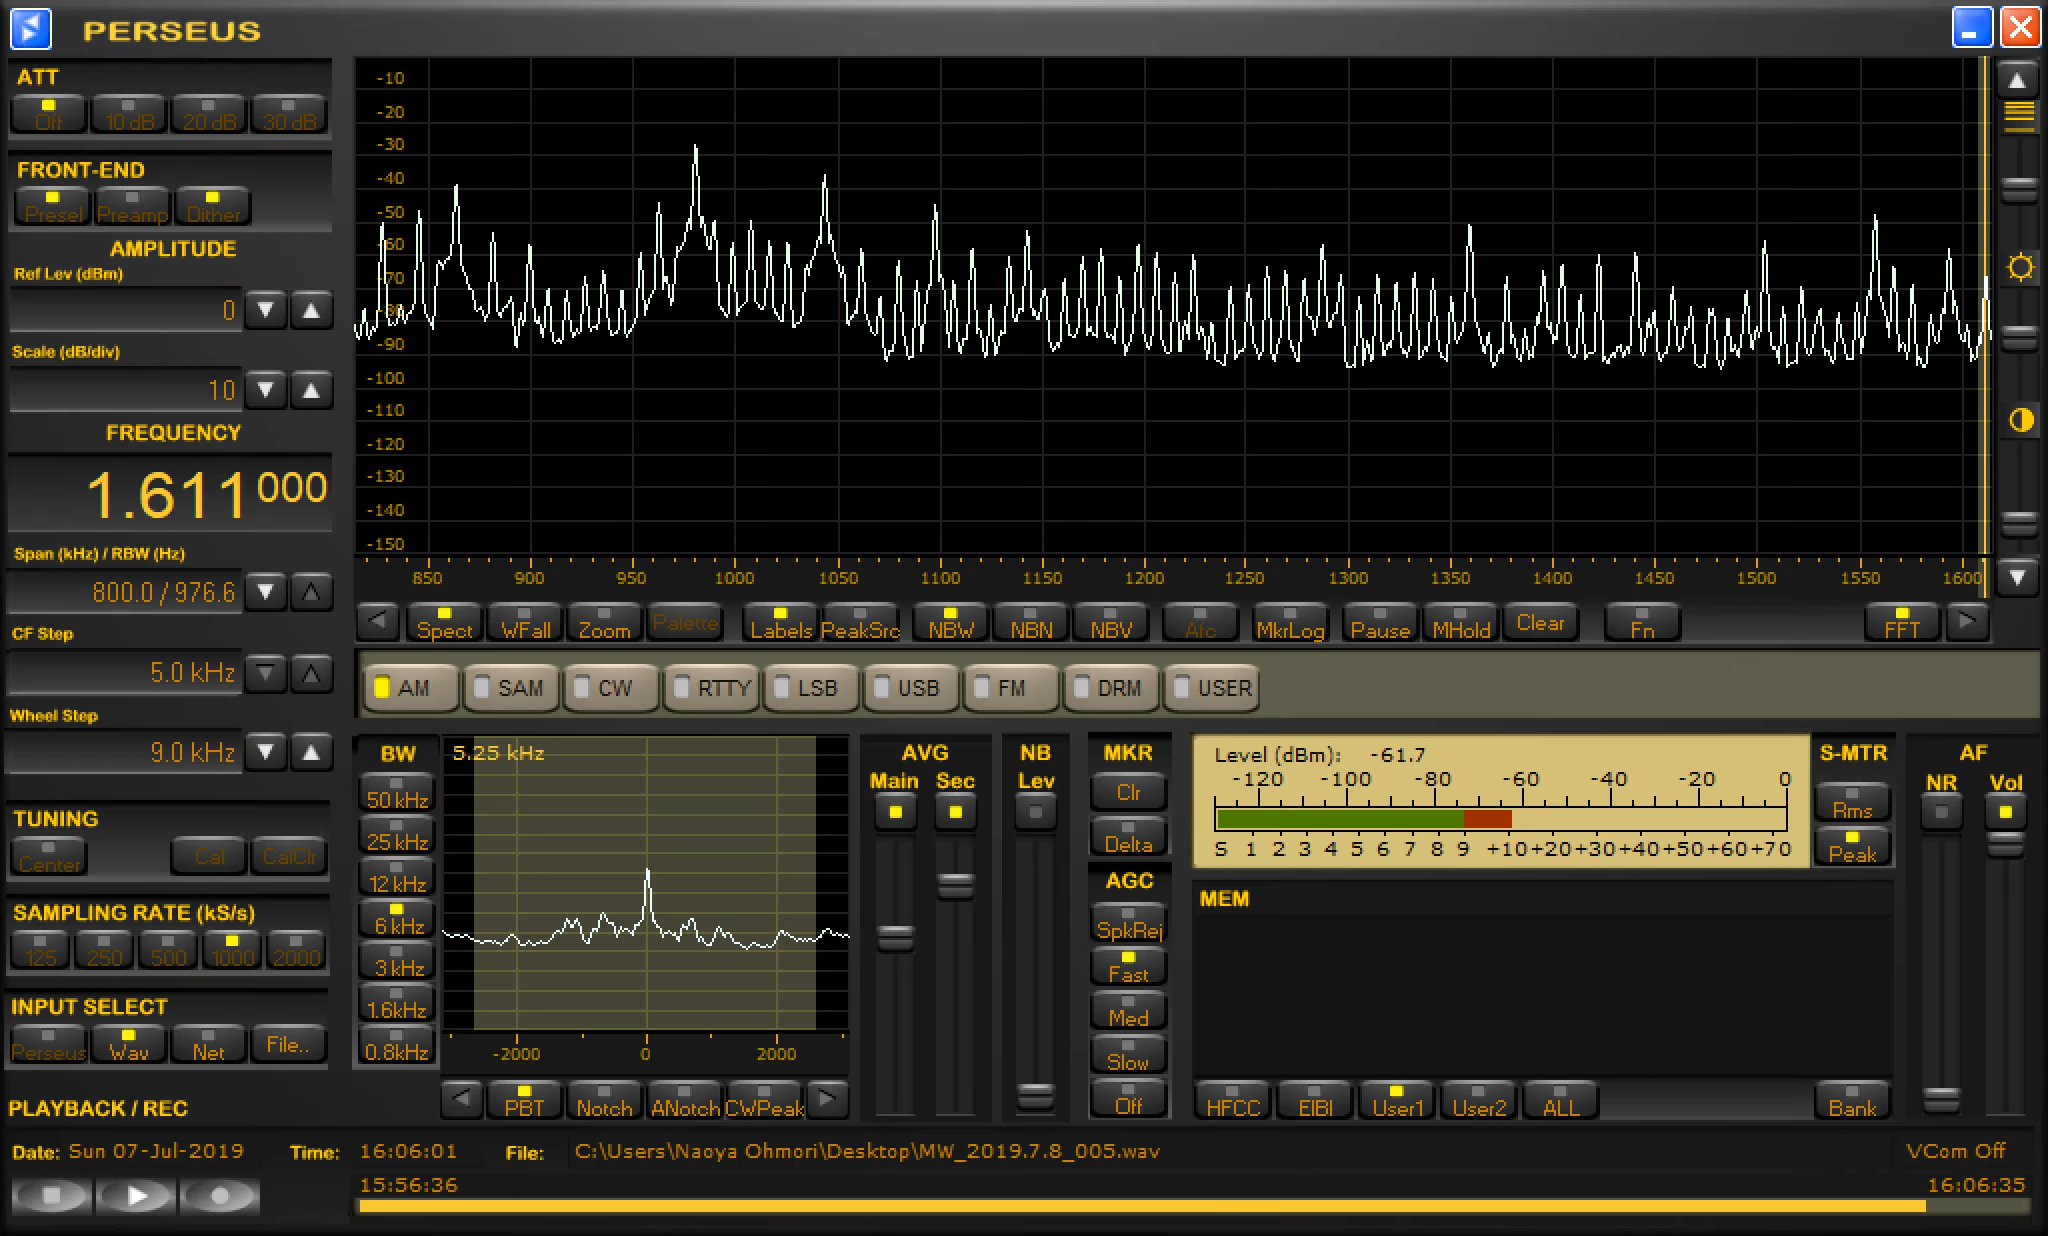 PERSEUS
ATT
Off 10 dB 20 dB 30 dB
FRONT-END
Presel Preamp Dither
AMPLITUDE
Ref Lev (dBm)
0
Scale (dB/div)
10
FREQUENCY
1.611000
Span (kHz) / RBW (Hz)
800.0 / 976.6
CF Step
5.0 kHz
Wheel Step
9.0 kHz
TUNING
Center Cal CalClr
SAMPLING RATE (kS/s)
125 250 500 1000 2000
INPUT SELECT
Perseus Wav Net File..
-10
-20
-30
-40
-50
-60
-70
-80
-90
-100
-110
-120
-130
-140
-150
850 900 950 1000 1050 1100 1150 1200 1250 1300 1350 1400 1450 1500 1550 1600
Spect WFall Zoom Palette Labels PeakSrc NBW NBN NBV Afc MkrLog Pause MHold Clear Fn FFT
AM SAM CW RTTY LSB USB FM DRM USER
BW
50 kHz
25 kHz
12 kHz
6 kHz
3 kHz
1.6kHz
0.8kHz
5.25 kHz
-2000 0 2000
PBT Notch ANotch CWPeak
AVG
Main Sec
NB
Lev
MKR
Clr
Delta
AGC
SpkRej
Fast
Med
Slow
Off
Level (dBm): -61.7
-120 -100 -80 -60 -40 -20 0
S 1 2 3 4 5 6 7 8 9 +10 +20 +30 +40 +50 +60 +70
S-MTR
Rms
Peak
AF
NR Vol
MEM
HFCC EIBI User1 User2 ALL Bank
PLAYBACK / REC
Date: Sun 07-Jul-2019 Time: 16:06:01 File: C:\Users\Naoya Ohmori\Desktop\MW_2019.7.8_005.wav VCom Off
15:56:36 16:06:35